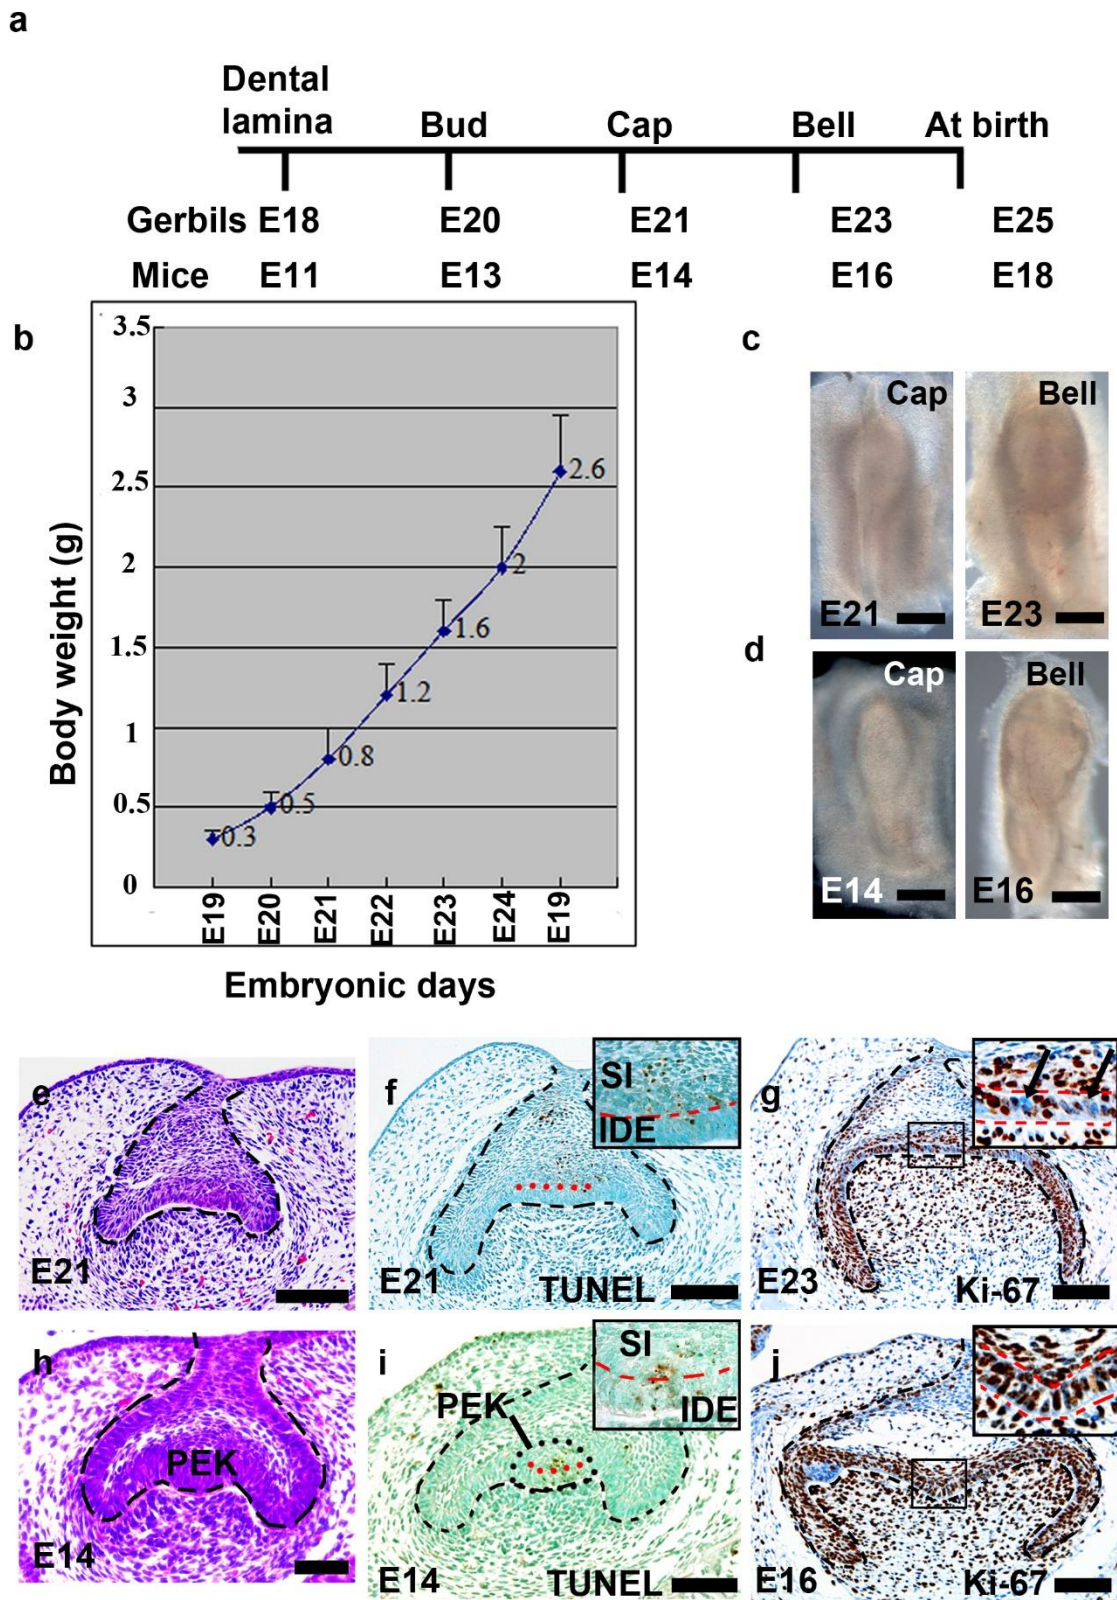 a
Dental
lamina Bud Cap Bell At birth
Gerbils E18 E20 E21 E23 E25
Mice E11 E13 E14 E16 E18
b
3.5
3
2.5
2
1.5
1
0.5
0
Body weight (g)
0.3
0.5
0.8
1.2
1.6
2
2.6
E19 E20 E21 E22 E23 E24 E19
Embryonic days
c
Cap
E21
Bell
E23
d
Cap
E14
Bell
E16
e
E21
f
SI
IDE
E21
TUNEL
g
E23
Ki-67
h
PEK
E14
i
SI
IDE
PEK
E14
TUNEL
j
E16
Ki-67